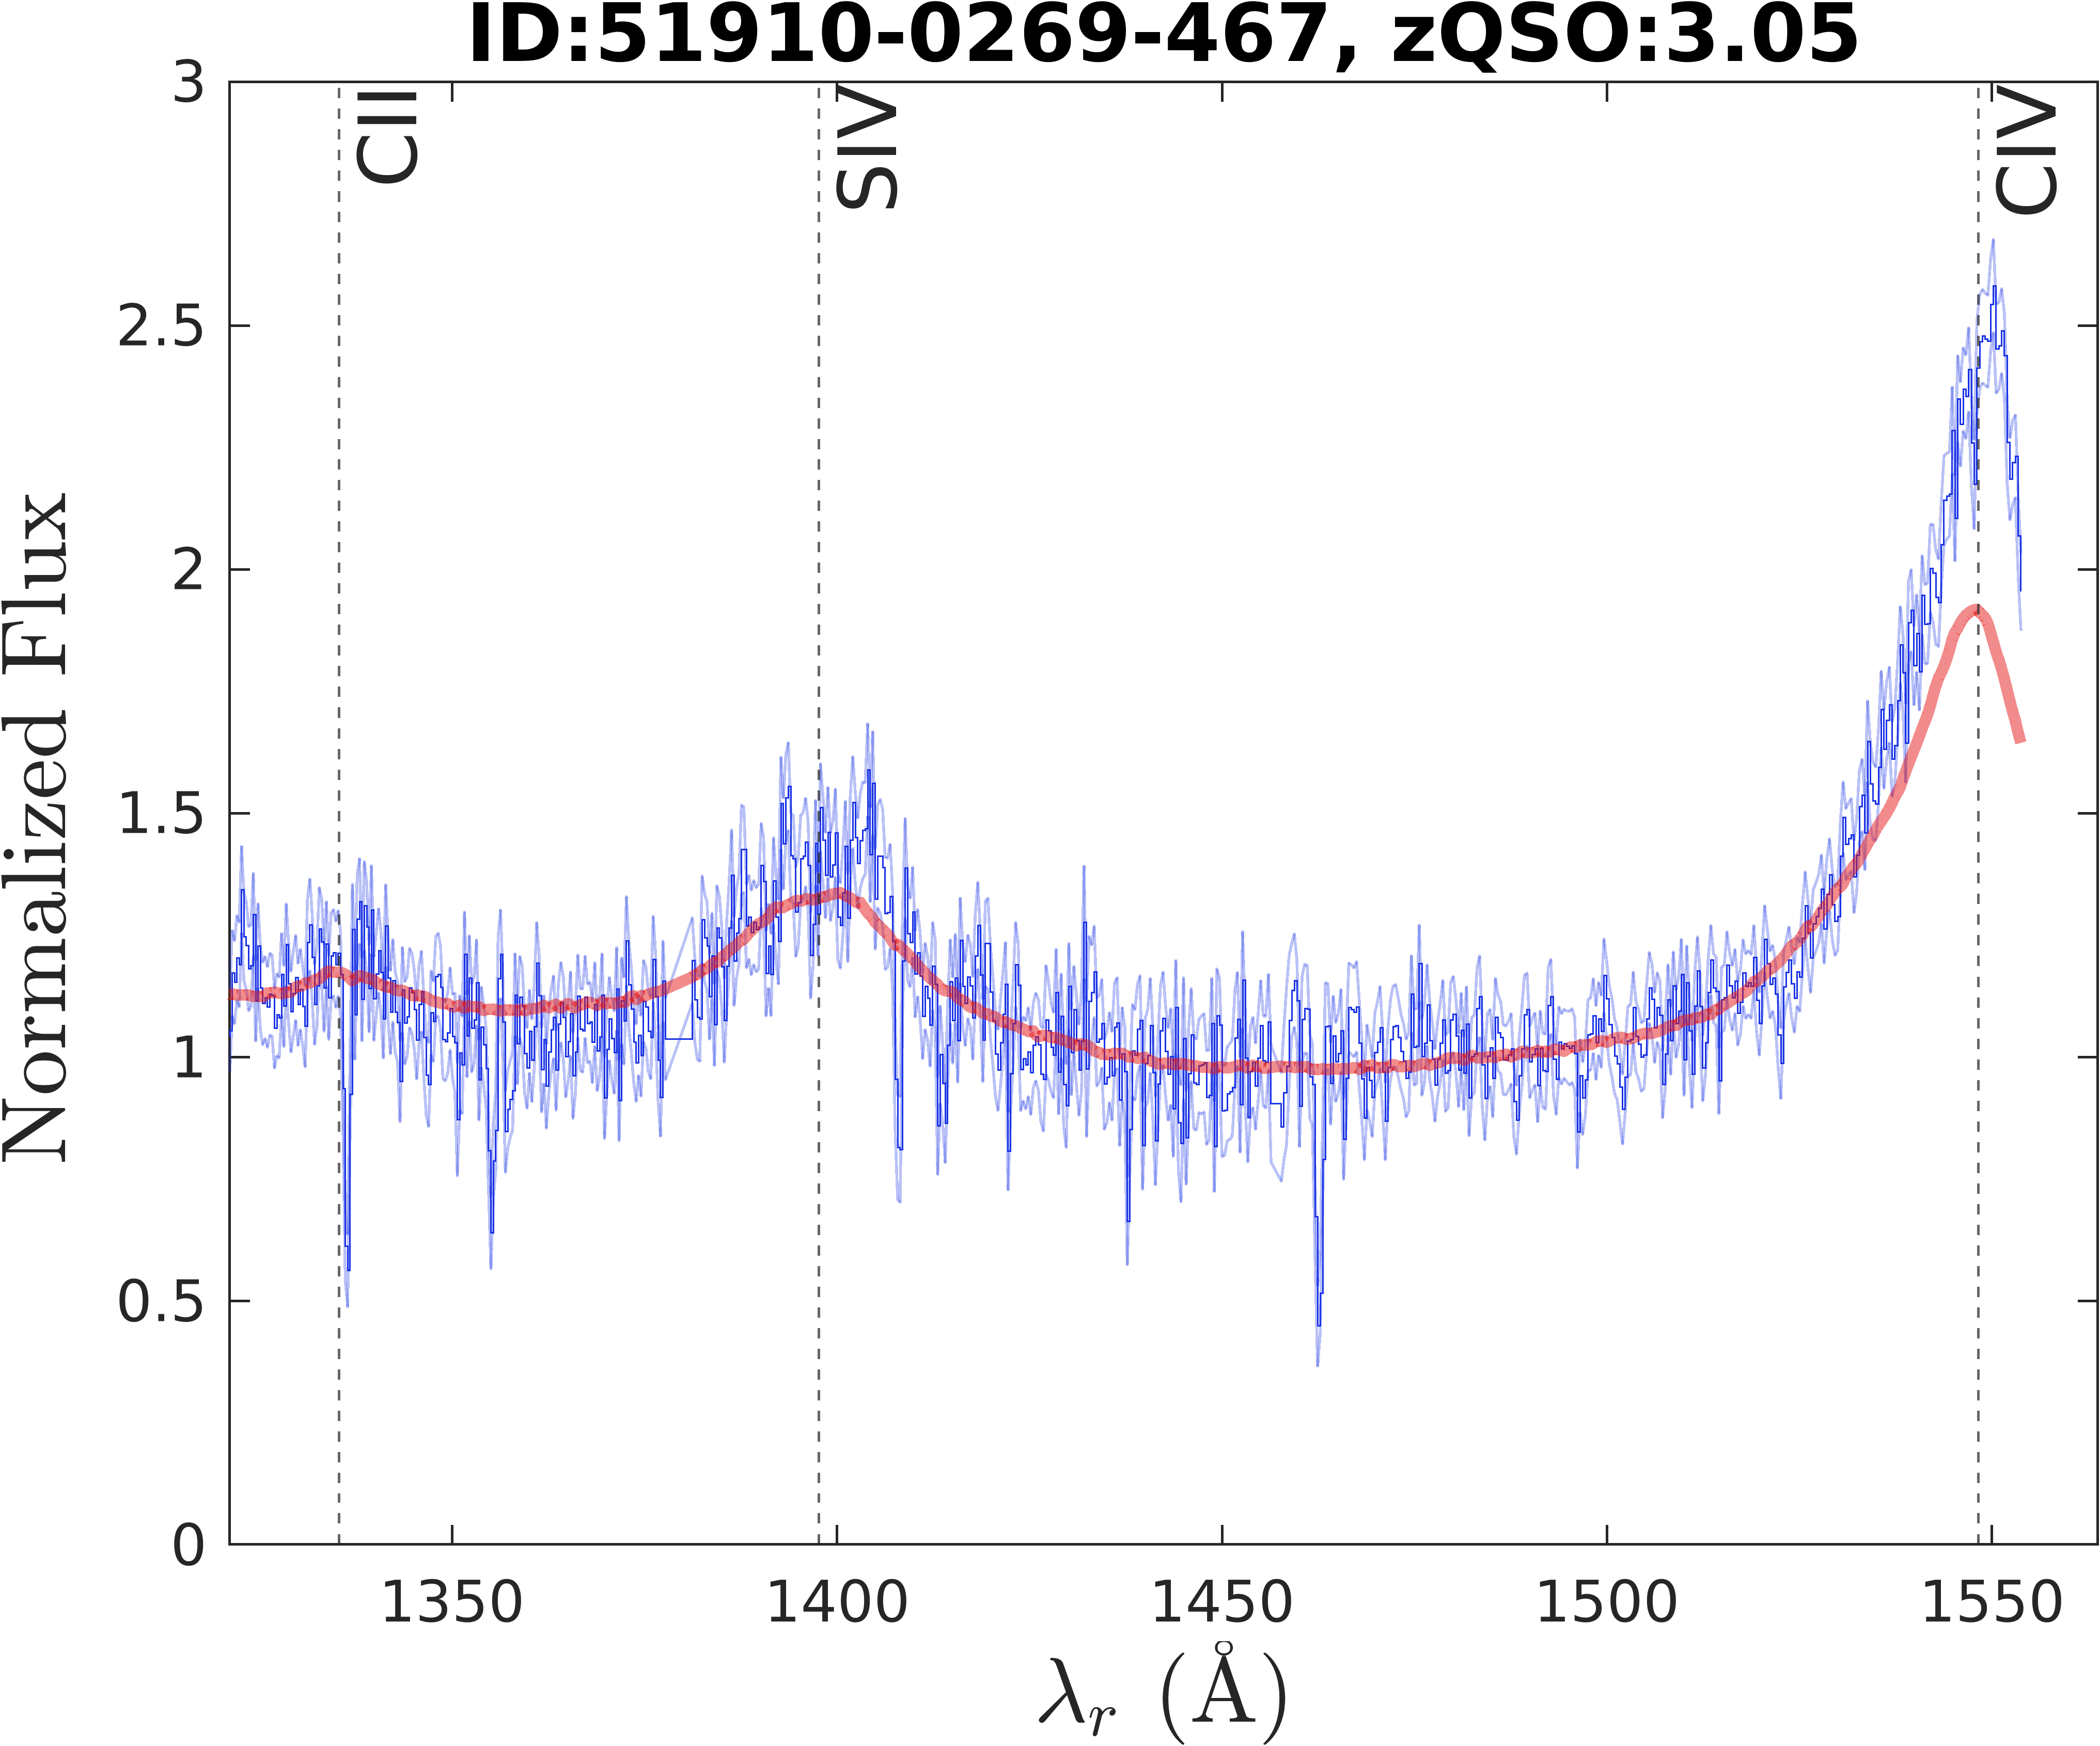 ID:51910-0269-467, zQSO:3.05
CII
SIV
CIV
3
2.5
2
1.5
1
0.5
0
Normalized Flux
1350
1400
1450
1500
1550
λr (Å)